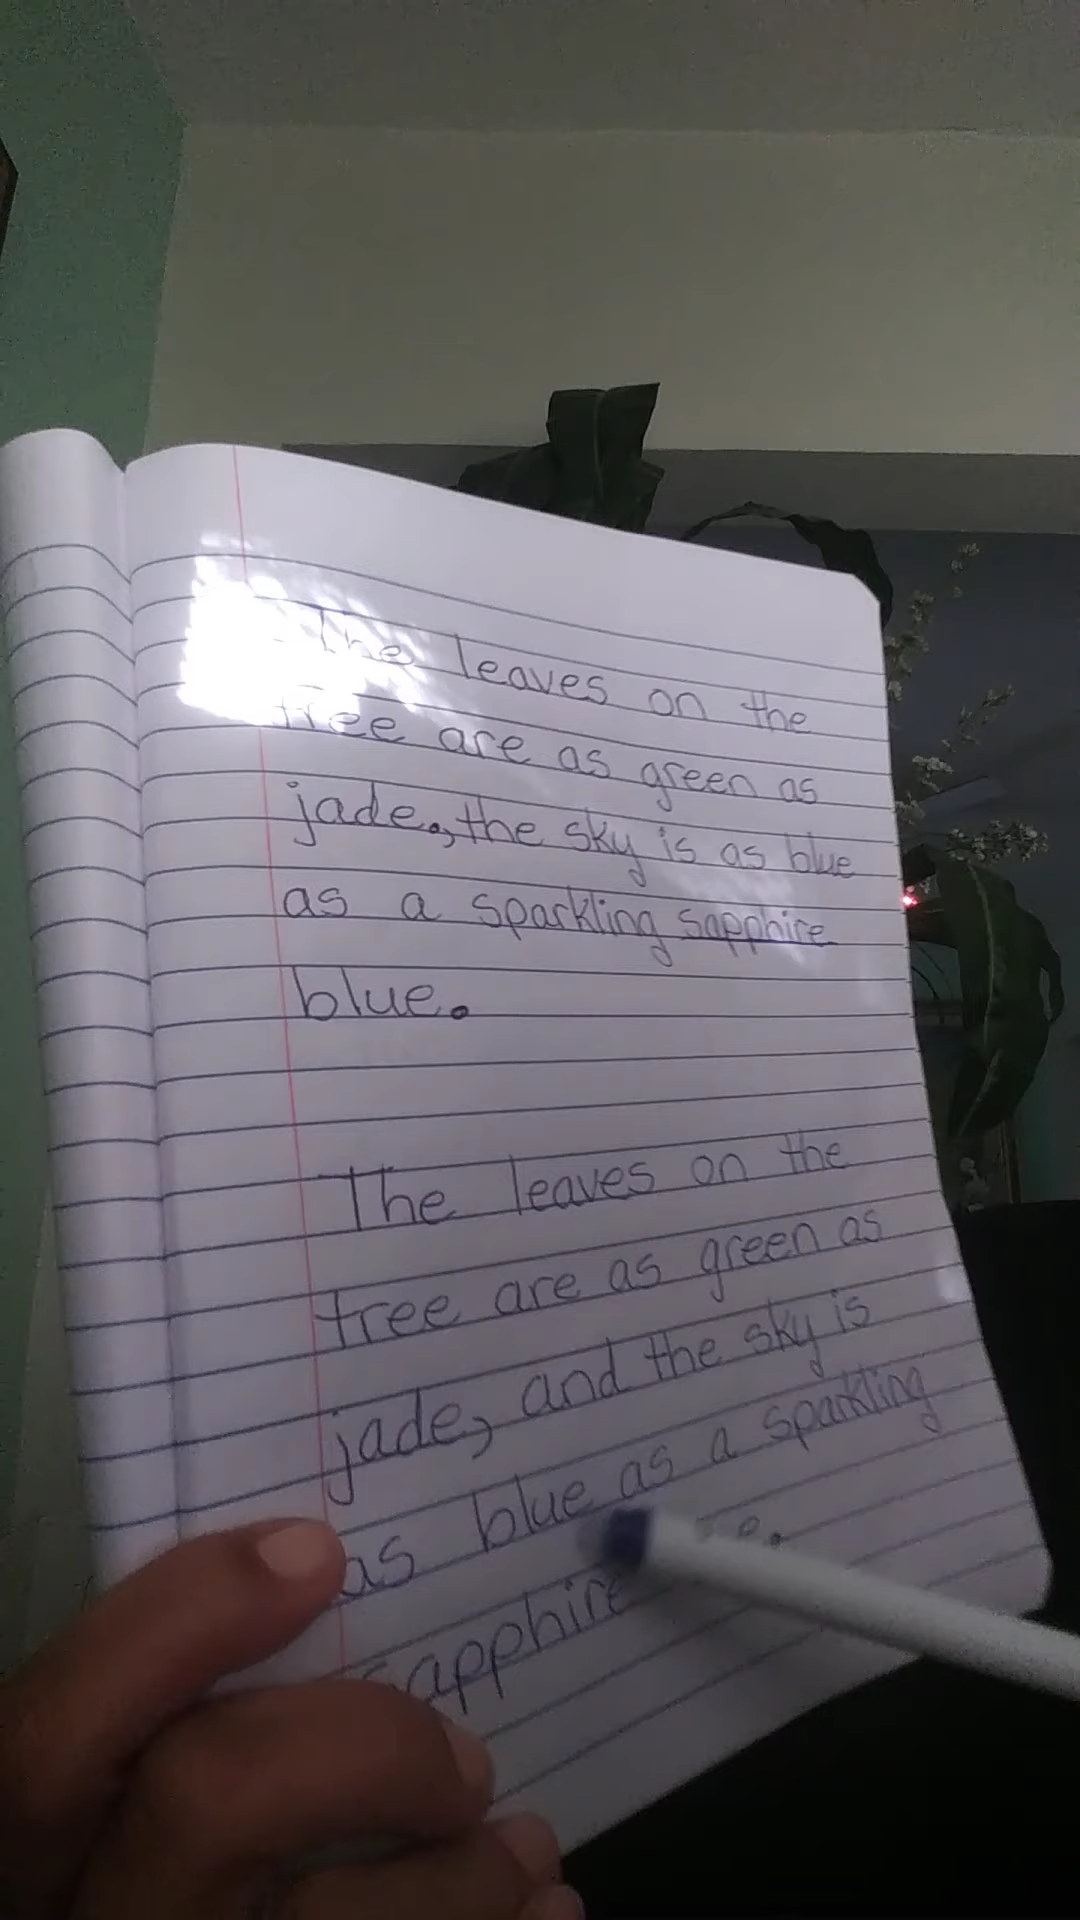 The leaves on the
tree are as green as
jade, the sky is as blue
as a sparkling sapphire
blue.
The leaves on the
tree are as green as
jade, and the sky is
as blue as a sparkling
sapphire